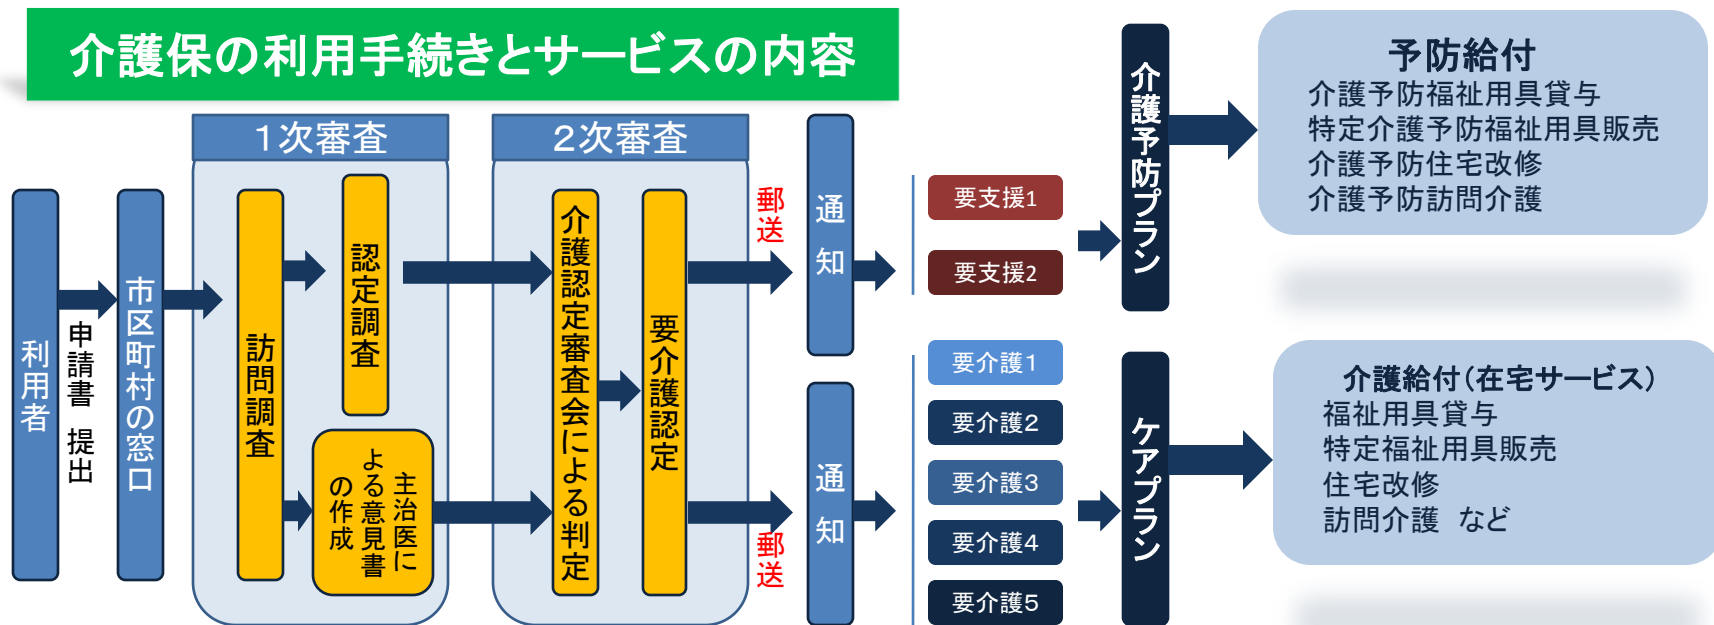 介護保の利用手続きとサービスの内容
利用者
申請書 提出
市区町村の窓口
1次審査
訪問調査
認定調査
主治医に
よる意見書
の作成
2次審査
介護認定審査会による判定
要介護認定
郵送
郵送
通知
通知
要支援1
要支援2
要介護1
要介護2
要介護3
要介護4
要介護5
介護予防プラン
ケアプラン
予防給付
介護予防福祉用具貸与
特定介護予防福祉用具販売
介護予防住宅改修
介護予防訪問介護
介護給付(在宅サービス)
福祉用具貸与
特定福祉用具販売
住宅改修
訪問介護 など